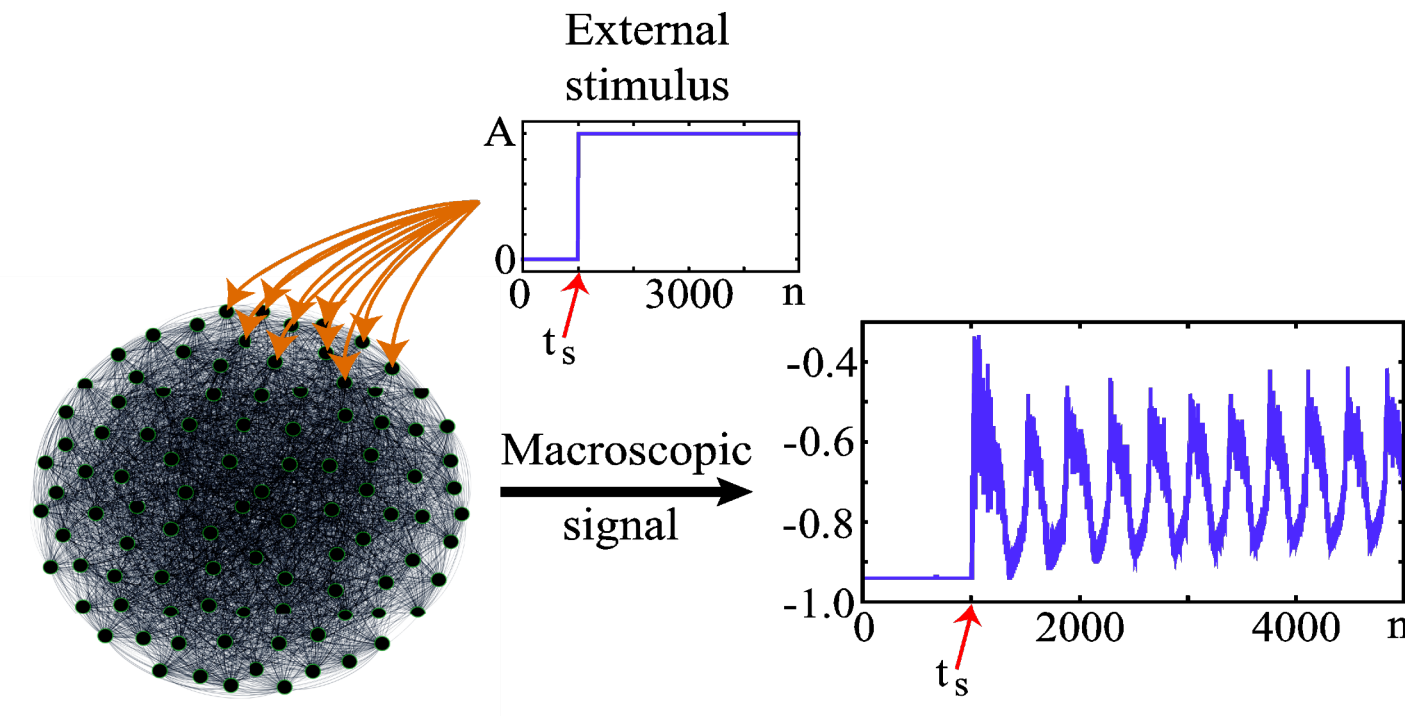 External
stimulus
A
0
0 3000 n
t s
Macroscopic
signal
-0.4
-0.6
-0.8
-1.0
0 2000 4000 n
t s